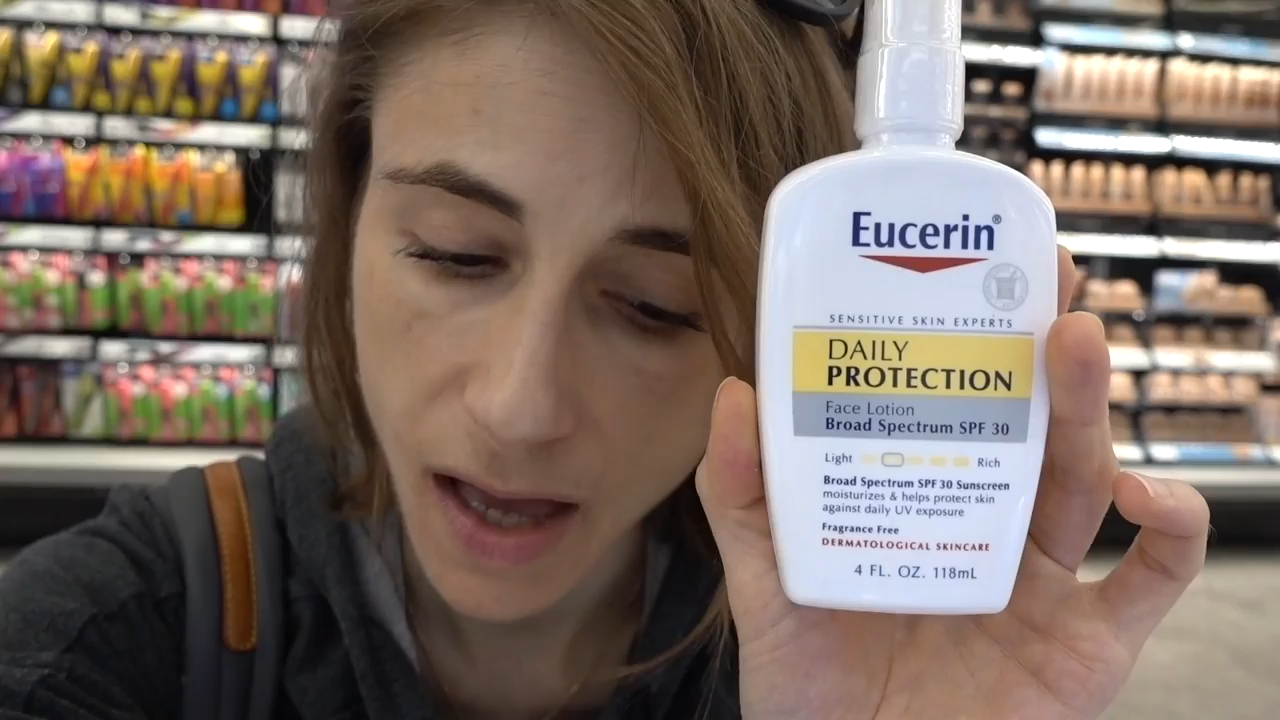 Eucerin®
SENSITIVE SKIN EXPERTS
DAILY
PROTECTION
Face Lotion
Broad Spectrum SPF 30
Light Rich
Broad Spectrum SPF 30 Sunscreen
moisturizes & helps protect skin
against daily UV exposure
Fragrance Free
DERMATOLOGICAL SKINCARE
4 FL. OZ. 118mL